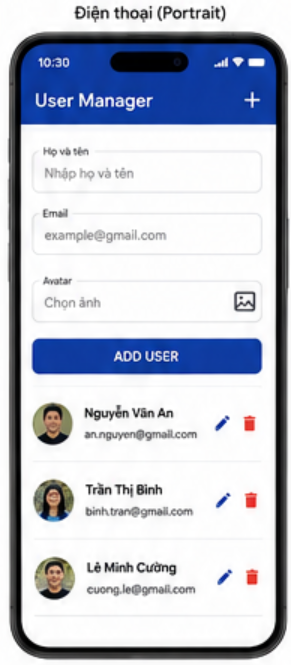 Điện thoại (Portrait)
10:30
User Manager
Họ và tên
Nhập họ và tên
Email
example@gmail.com
Avatar
Chọn ảnh
ADD USER
Nguyễn Văn An
an.nguyen@gmail.com
Trần Thị Bình
binh.tran@gmail.com
Lê Minh Cường
cuong.le@gmail.com